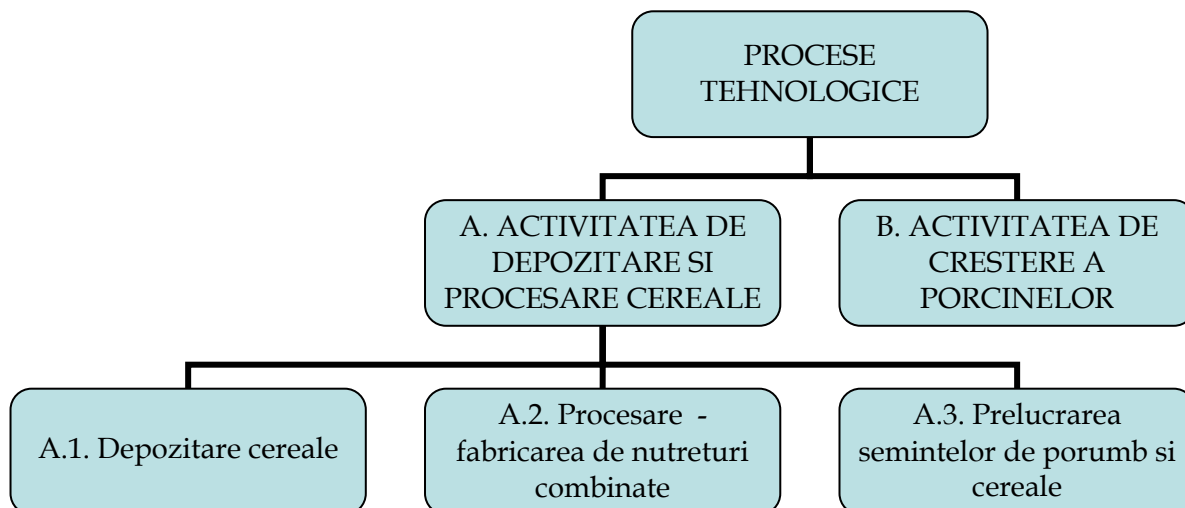 PROCESE
TEHNOLOGICE
A. ACTIVITATEA DE
DEPOZITARE SI
PROCESARE CEREALE
B. ACTIVITATEA DE
CRESTERE A
PORCINELOR
A.1. Depozitare cereale
A.2. Procesare -
fabricarea de nutreturi
combinate
A.3. Prelucrarea
semintelor de porumb si
cereale